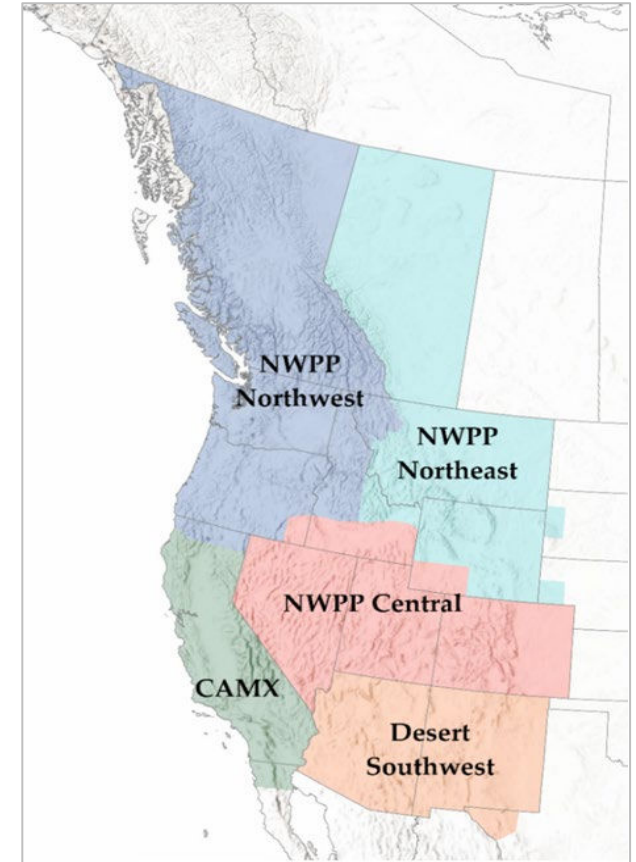 NWPP
Northwest
NWPP
Northeast
NWPP Central
CAMX
Desert
Southwest